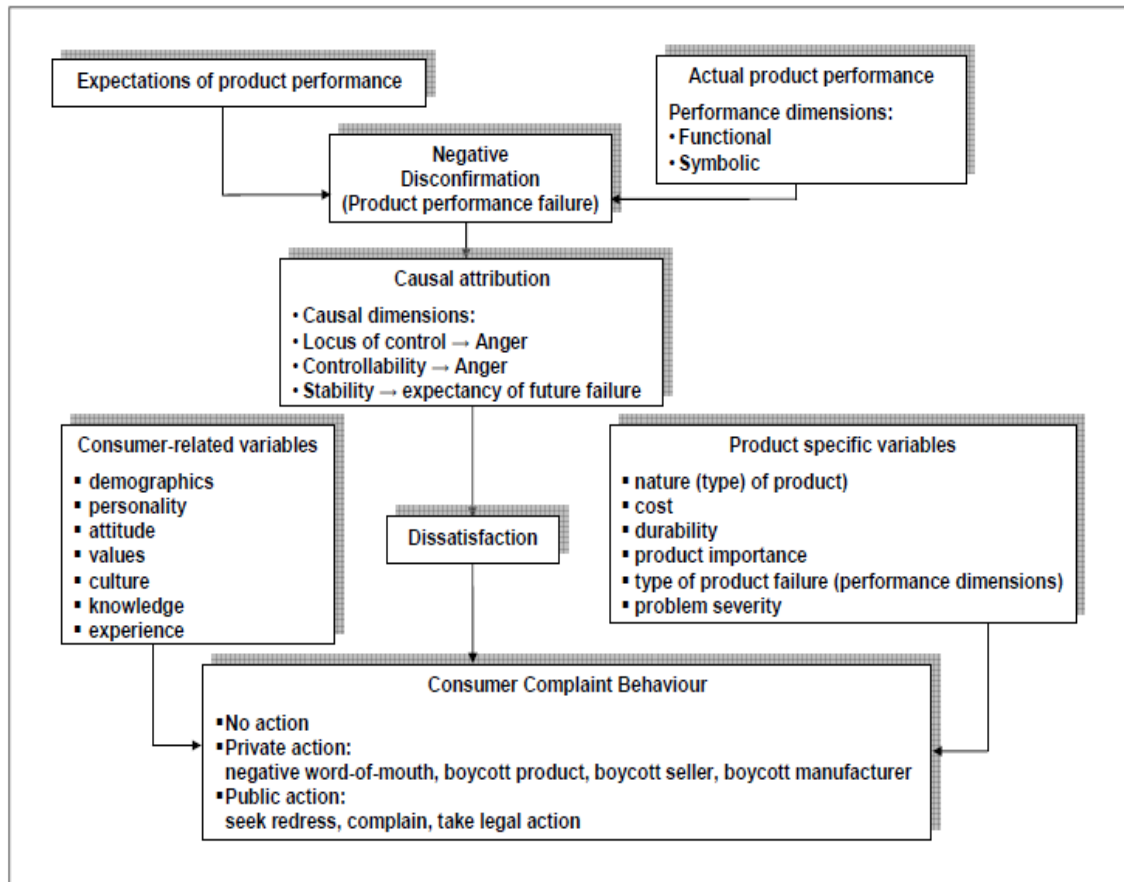 Expectations of product performance
Actual product performance
Performance dimensions:
• Functional
• Symbolic
Negative
Disconfirmation
(Product performance failure)
Causal attribution
• Causal dimensions:
• Locus of control → Anger
• Controllability → Anger
• Stability → expectancy of future failure
Consumer-related variables
▪ demographics
▪ personality
▪ attitude
▪ values
▪ culture
▪ knowledge
▪ experience
Product specific variables
▪ nature (type) of product)
▪ cost
▪ durability
▪ product importance
▪ type of product failure (performance dimensions)
▪ problem severity
Dissatisfaction
Consumer Complaint Behaviour
▪No action
▪Private action:
negative word-of-mouth, boycott product, boycott seller, boycott manufacturer
▪Public action:
seek redress, complain, take legal action